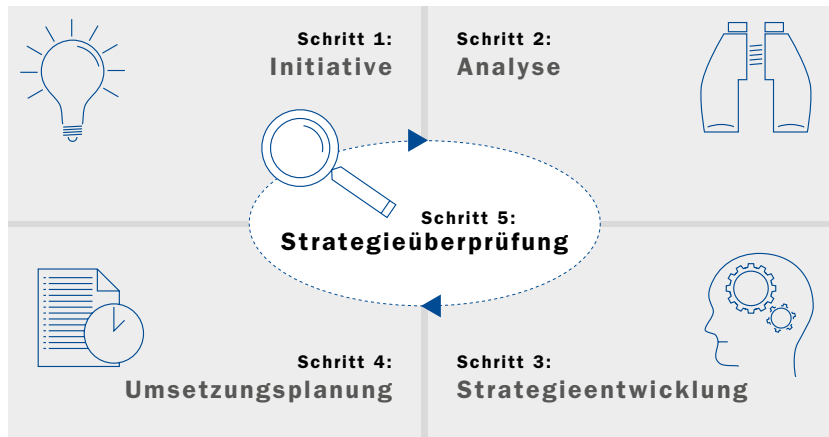 Schritt 1:
Initiative
Schritt 2:
Analyse
Schritt 5:
Strategieüberprüfung
Schritt 4:
Umsetzungsplanung
Schritt 3:
Strategieentwicklung